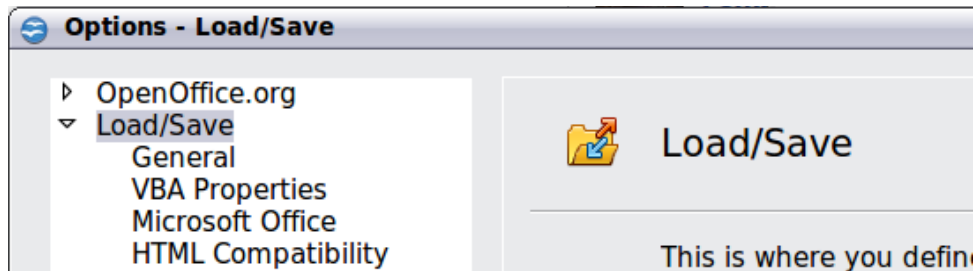 Options - Load/Save
OpenOffice.org
Load/Save
General
VBA Properties
Microsoft Office
HTML Compatibility
Load/Save
This is where you define